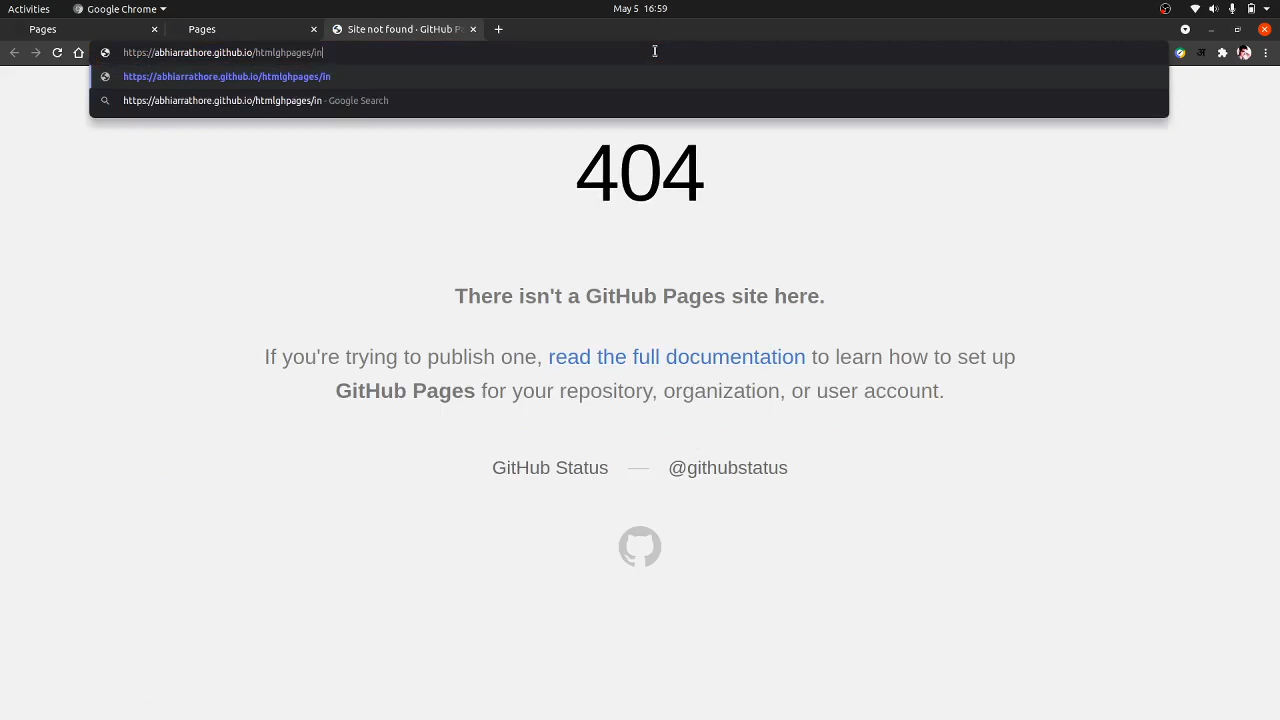 Activities Google Chrome May 5 16:59
Pages Pages Site not found · GitHub P
https://abhiarrathore.github.io/htmlghpages/in
अ
https://abhiarrathore.github.io/htmlghpages/in
https://abhiarrathore.github.io/htmlghpages/in - Google Search
404
There isn't a GitHub Pages site here.
If you're trying to publish one, read the full documentation to learn how to set up
GitHub Pages for your repository, organization, or user account.
GitHub Status — @githubstatus